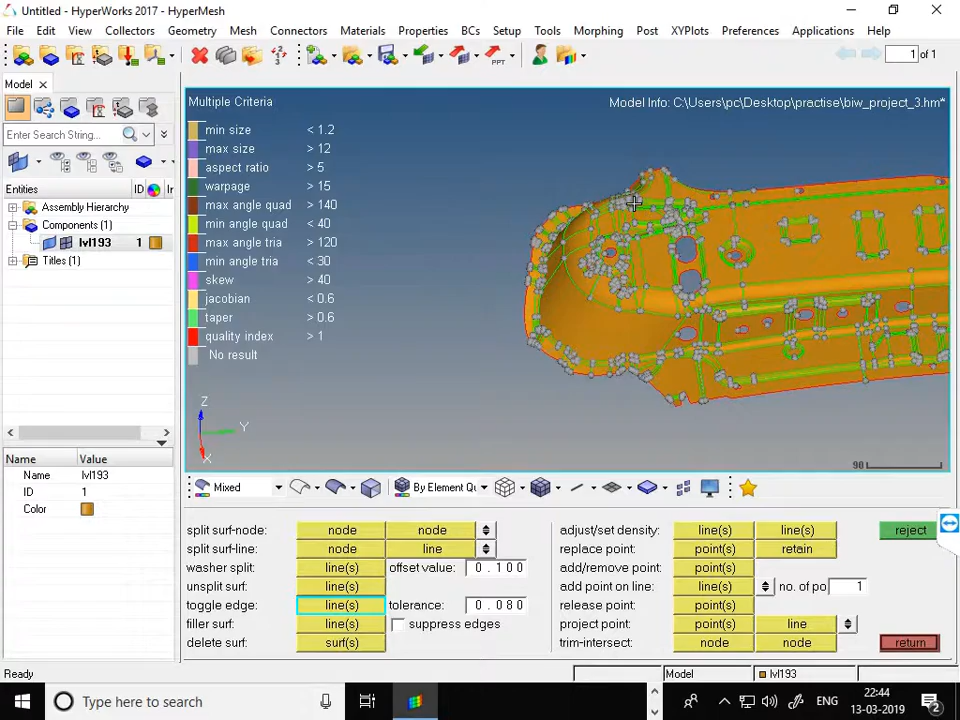 Untitled - HyperWorks 2017 - HyperMesh
File Edit View Collectors Geometry Mesh Connectors Materials Properties BCs Setup Tools Morphing Post XYPlots Preferences Applications Help
1 of 1
Model
Enter Search String...
Entities ID
Assembly Hierarchy
Components (1)
lvl193 1
Titles (1)
Name Value
Name lvl193
ID 1
Color
Multiple Criteria
Model Info: C:\Users\pc\Desktop\practise\biw_project_3.hm*
min size < 1.2
max size > 12
aspect ratio > 5
warpage > 15
max angle quad > 140
min angle quad < 40
max angle tria > 120
min angle tria < 30
skew > 40
jacobian < 0.6
taper > 0.6
quality index > 1
No result
Z
Y
X
90
Mixed By Element Qu
split surf-node: node node
split surf-line: node line
washer split: line(s) offset value: 0.100
unsplit surf: line(s)
toggle edge: line(s) tolerance: 0.080
filler surf: line(s) suppress edges
delete surf: surf(s)
adjust/set density: line(s) line(s)
replace point: point(s) retain
add/remove point: point(s)
add point on line: line(s) no. of po 1
release point: point(s)
project point: point(s) line
trim-intersect: node node
reject
return
Ready Model lvl193
Type here to search
ENG
22:44
13-03-2019
2